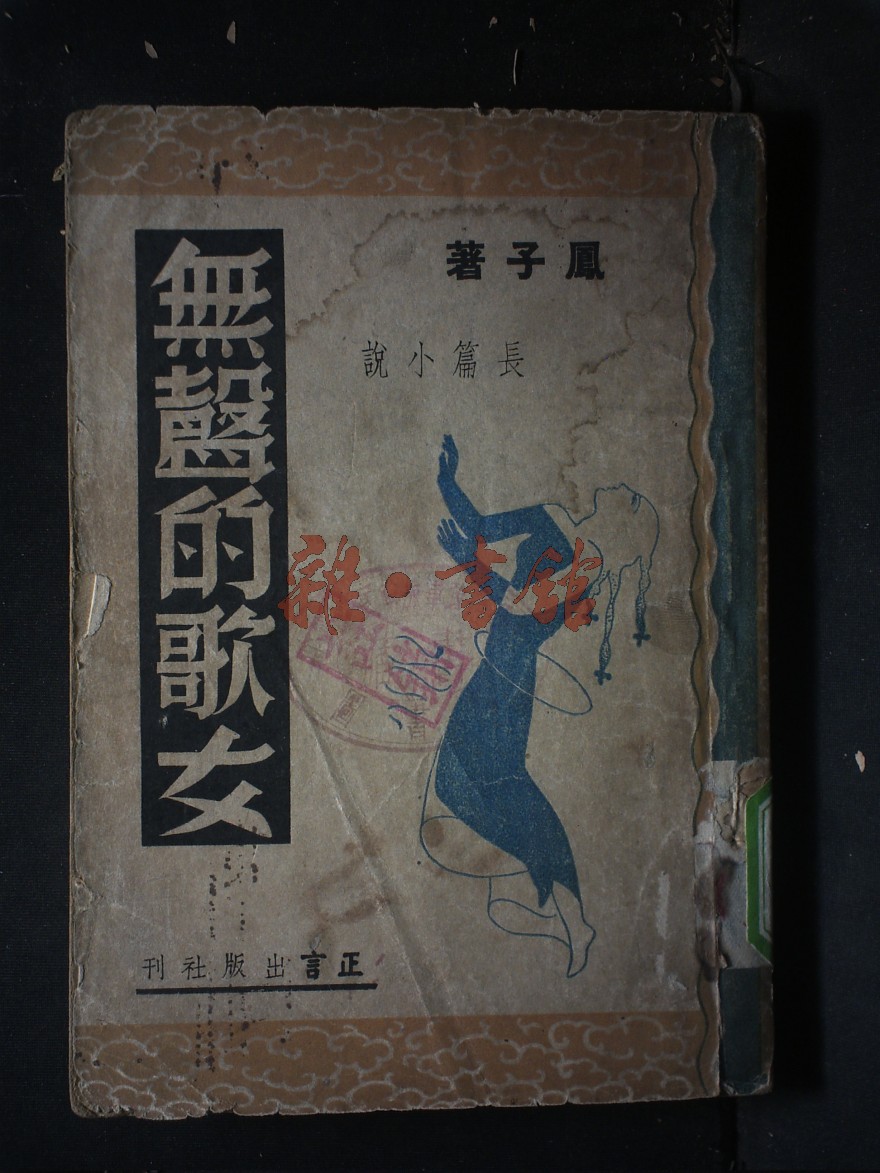 鳳子著
長篇小說
無聲的歌女
雜·書館
正言出版社刊